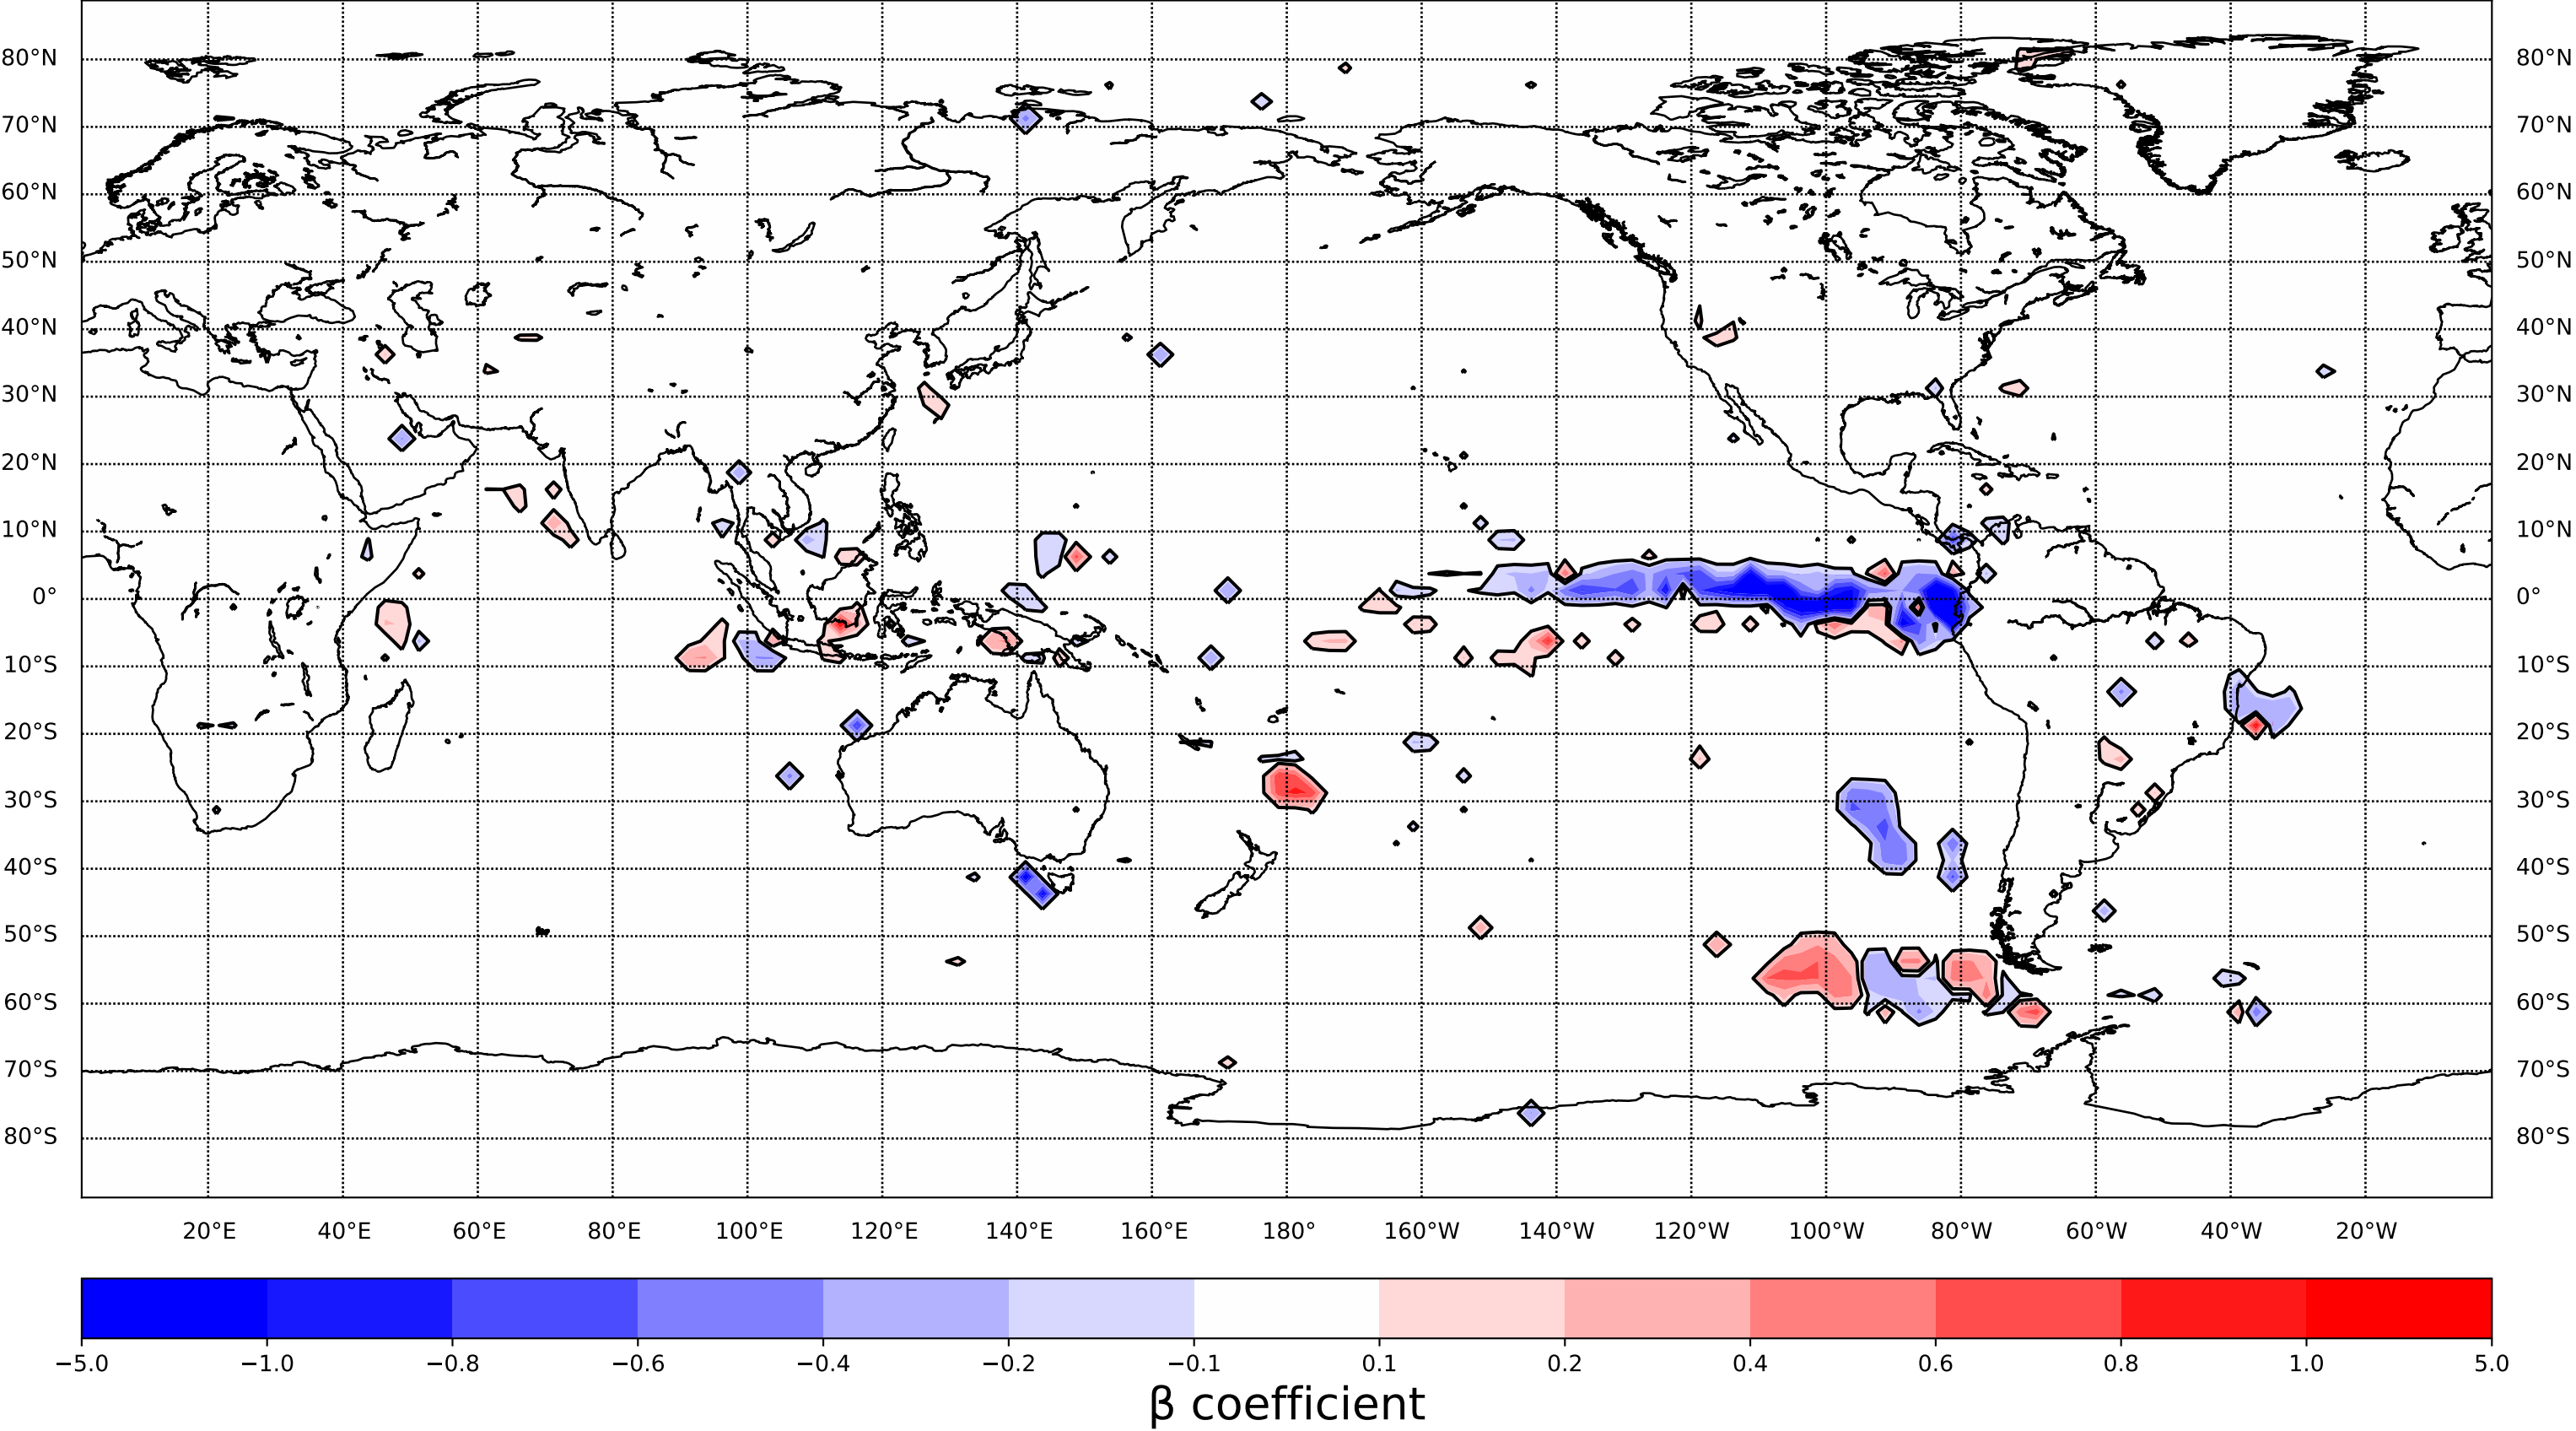 80°N 80°N
70°N 70°N
60°N 60°N
50°N 50°N
40°N 40°N
30°N 30°N
20°N 20°N
10°N 10°N
0° 0°
10°S 10°S
20°S 20°S
30°S 30°S
40°S 40°S
50°S 50°S
60°S 60°S
70°S 70°S
80°S 80°S
20°E 40°E 60°E 80°E 100°E 120°E 140°E 160°E 180° 160°W 140°W 120°W 100°W 80°W 60°W 40°W 20°W
−5.0 −1.0 −0.8 −0.6 −0.4 −0.2 −0.1 0.1 0.2 0.4 0.6 0.8 1.0 5.0
β coefficient